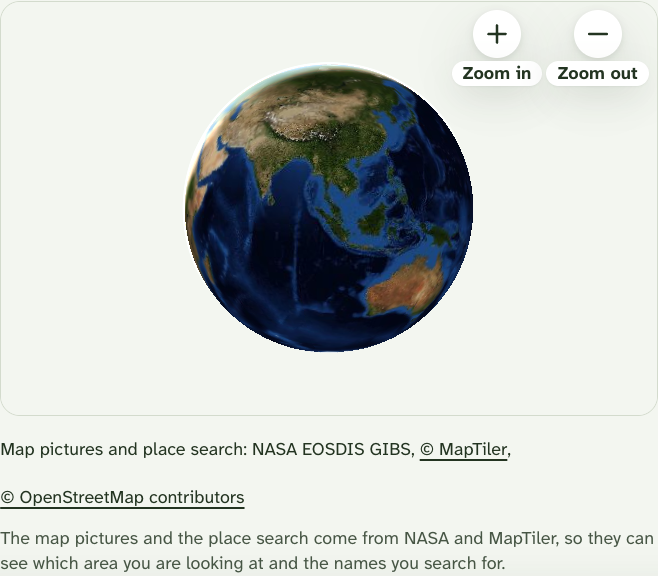 Zoom in
Zoom out
Map pictures and place search: NASA EOSDIS GIBS, © MapTiler,
© OpenStreetMap contributors
The map pictures and the place search come from NASA and MapTiler, so they can
see which area you are looking at and the names you search for.